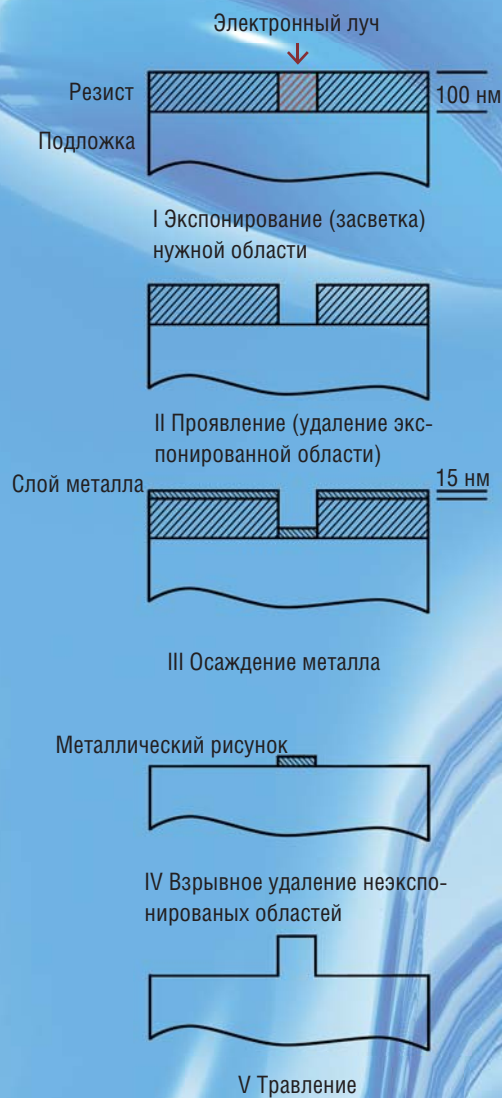 Электронный луч
Резист
100 нм
Подложка
I Экспонирование (засветка)
нужной области
II Проявление (удаление экс-
понированной области)
Слой металла
15 нм
III Осаждение металла
Металлический рисунок
IV Взрывное удаление неэкспо-
нированых областей
V Травление